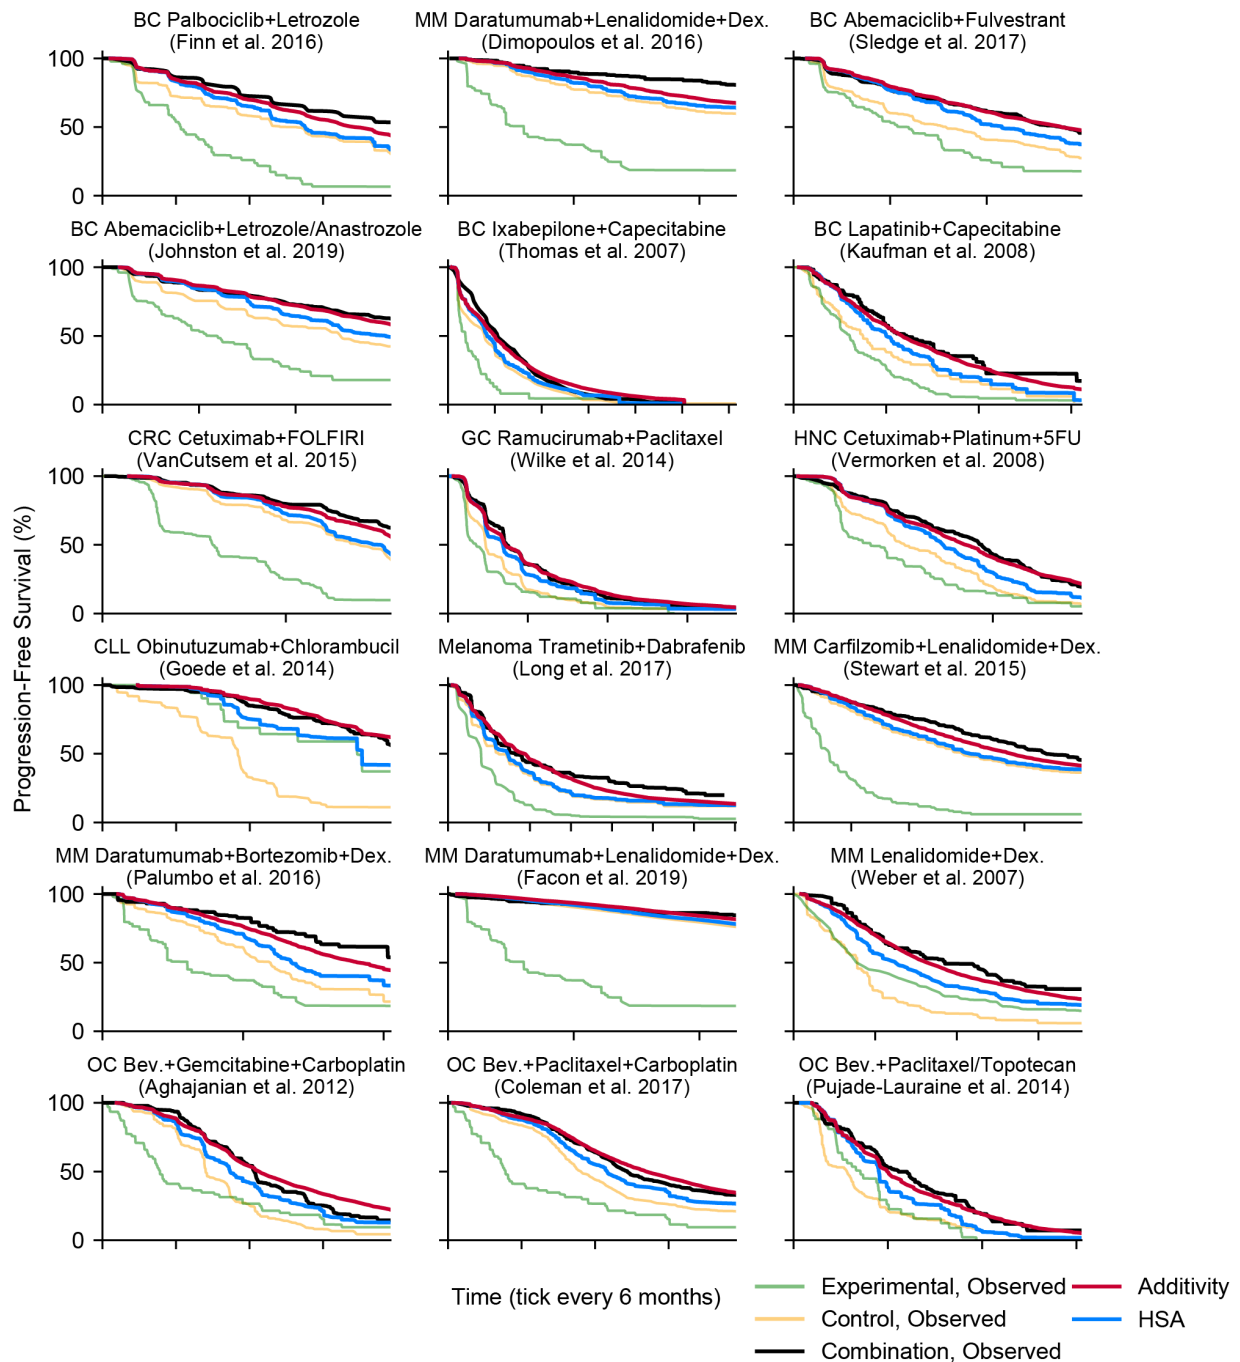 BC Palbociclib+Letrozole
(Finn et al. 2016)
MM Daratumumab+Lenalidomide+Dex.
(Dimopoulos et al. 2016)
BC Abemaciclib+Fulvestrant
(Sledge et al. 2017)
100
50
0
BC Abemaciclib+Letrozole/Anastrozole
(Johnston et al. 2019)
BC Ixabepilone+Capecitabine
(Thomas et al. 2007)
BC Lapatinib+Capecitabine
(Kaufman et al. 2008)
100
50
0
CRC Cetuximab+FOLFIRI
(VanCutsem et al. 2015)
GC Ramucirumab+Paclitaxel
(Wilke et al. 2014)
HNC Cetuximab+Platinum+5FU
(Vermorken et al. 2008)
100
50
0
Progression-Free Survival (%)
CLL Obinutuzumab+Chlorambucil
(Goede et al. 2014)
Melanoma Trametinib+Dabrafenib
(Long et al. 2017)
MM Carfilzomib+Lenalidomide+Dex.
(Stewart et al. 2015)
100
50
0
MM Daratumumab+Bortezomib+Dex.
(Palumbo et al. 2016)
MM Daratumumab+Lenalidomide+Dex.
(Facon et al. 2019)
MM Lenalidomide+Dex.
(Weber et al. 2007)
100
50
0
OC Bev.+Gemcitabine+Carboplatin
(Aghajanian et al. 2012)
OC Bev.+Paclitaxel+Carboplatin
(Coleman et al. 2017)
OC Bev.+Paclitaxel/Topotecan
(Pujade-Lauraine et al. 2014)
100
50
0
Time (tick every 6 months)
Experimental, Observed
Control, Observed
Combination, Observed
Additivity
HSA